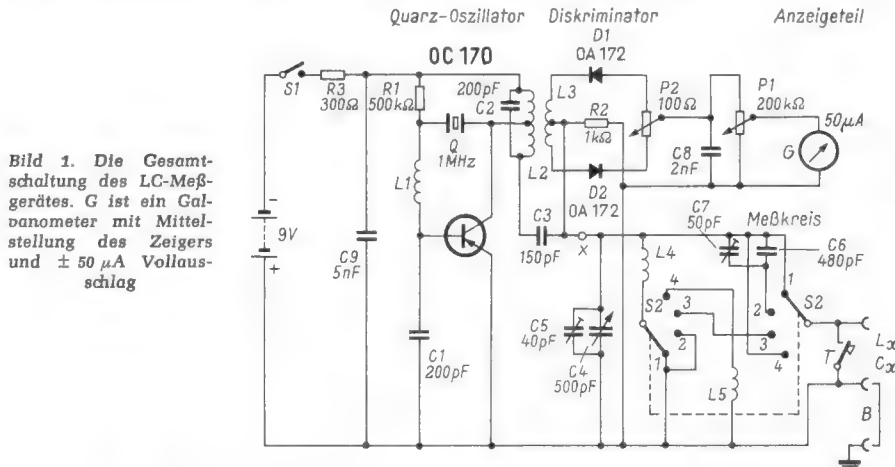 Quarz-Oszillator
Diskriminator
Anzeigeteil
OC 170
D1
OA 172
S1
R3
300Ω
R1
500kΩ
200pF
C2
L3
P2
100Ω
P1
200kΩ
R2
1kΩ
50µA
G
Q
1MHz
C8
2nF
L1
L2
D2
OA 172
Bild 1. Die Gesamt-
schaltung des LC-Meß-
gerätes. G ist ein Gal-
vanometer mit Mittel-
stellung des Zeigers
und ± 50 µA Vollaus-
schlag
-
9V
+
C9
5nF
C3
150pF
x
C7
50pF
Meßkreis
C6
480pF
L4
4
S2
3
2
1
1
S2
2
3
4
C5
40pF
C4
500pF
L5
C1
200pF
T
Lx
Cx
B